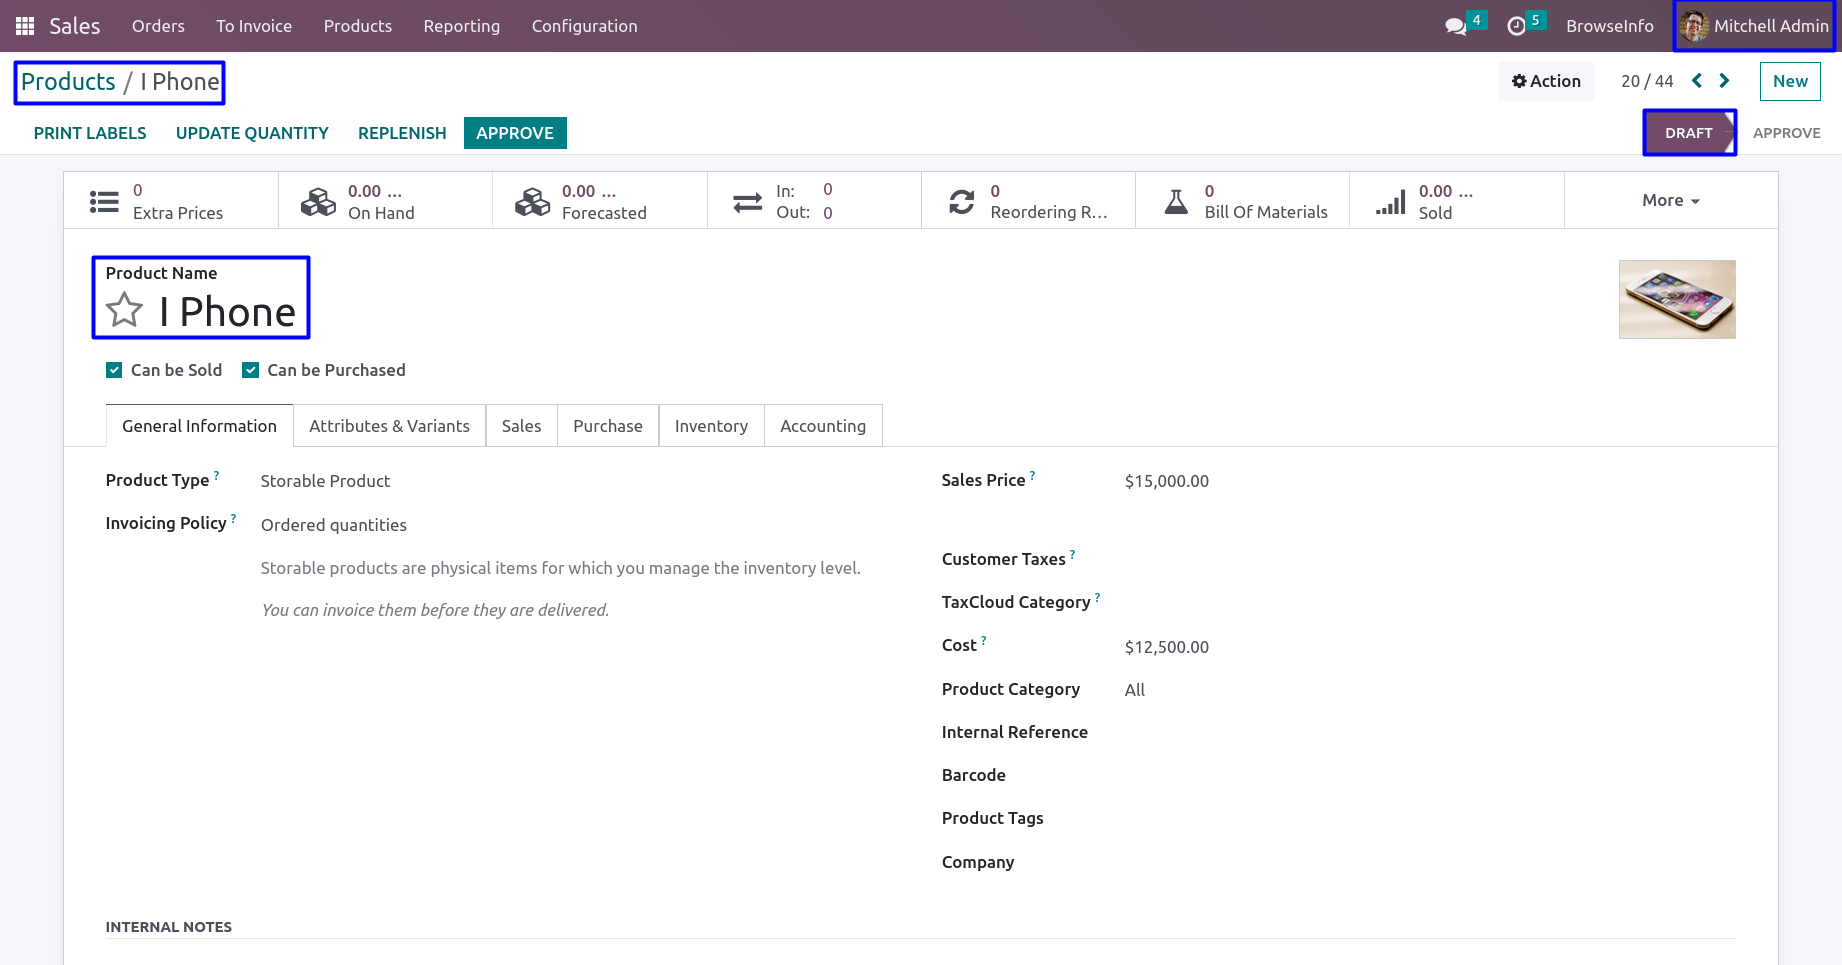 Sales Orders To Invoice Products Reporting Configuration 4 5 BrowseInfo Mitchell Admin
Products / I Phone Action 20 / 44 New
PRINT LABELS UPDATE QUANTITY REPLENISH APPROVE DRAFT APPROVE
0 Extra Prices
0.00 ... On Hand
0.00 ... Forecasted
In: 0
Out: 0
0 Reordering R...
0 Bill Of Materials
0.00 ... Sold
More
Product Name
I Phone
Can be Sold Can be Purchased
General Information Attributes & Variants Sales Purchase Inventory Accounting
Product Type ? Storable Product
Invoicing Policy ? Ordered quantities
Storable products are physical items for which you manage the inventory level.
You can invoice them before they are delivered.
Sales Price ? $15,000.00
Customer Taxes ?
TaxCloud Category ?
Cost ? $12,500.00
Product Category All
Internal Reference
Barcode
Product Tags
Company
INTERNAL NOTES